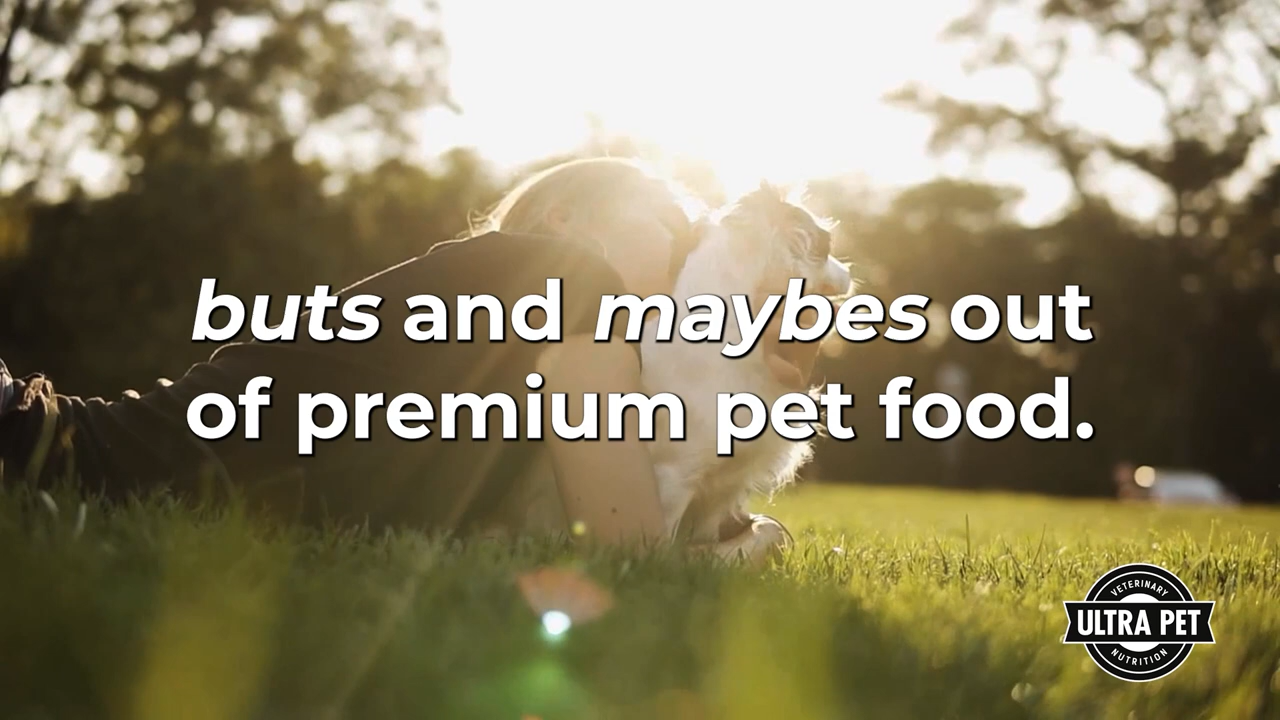 buts and maybes out
of premium pet food.
VETERINARY
ULTRA PET
NUTRITION